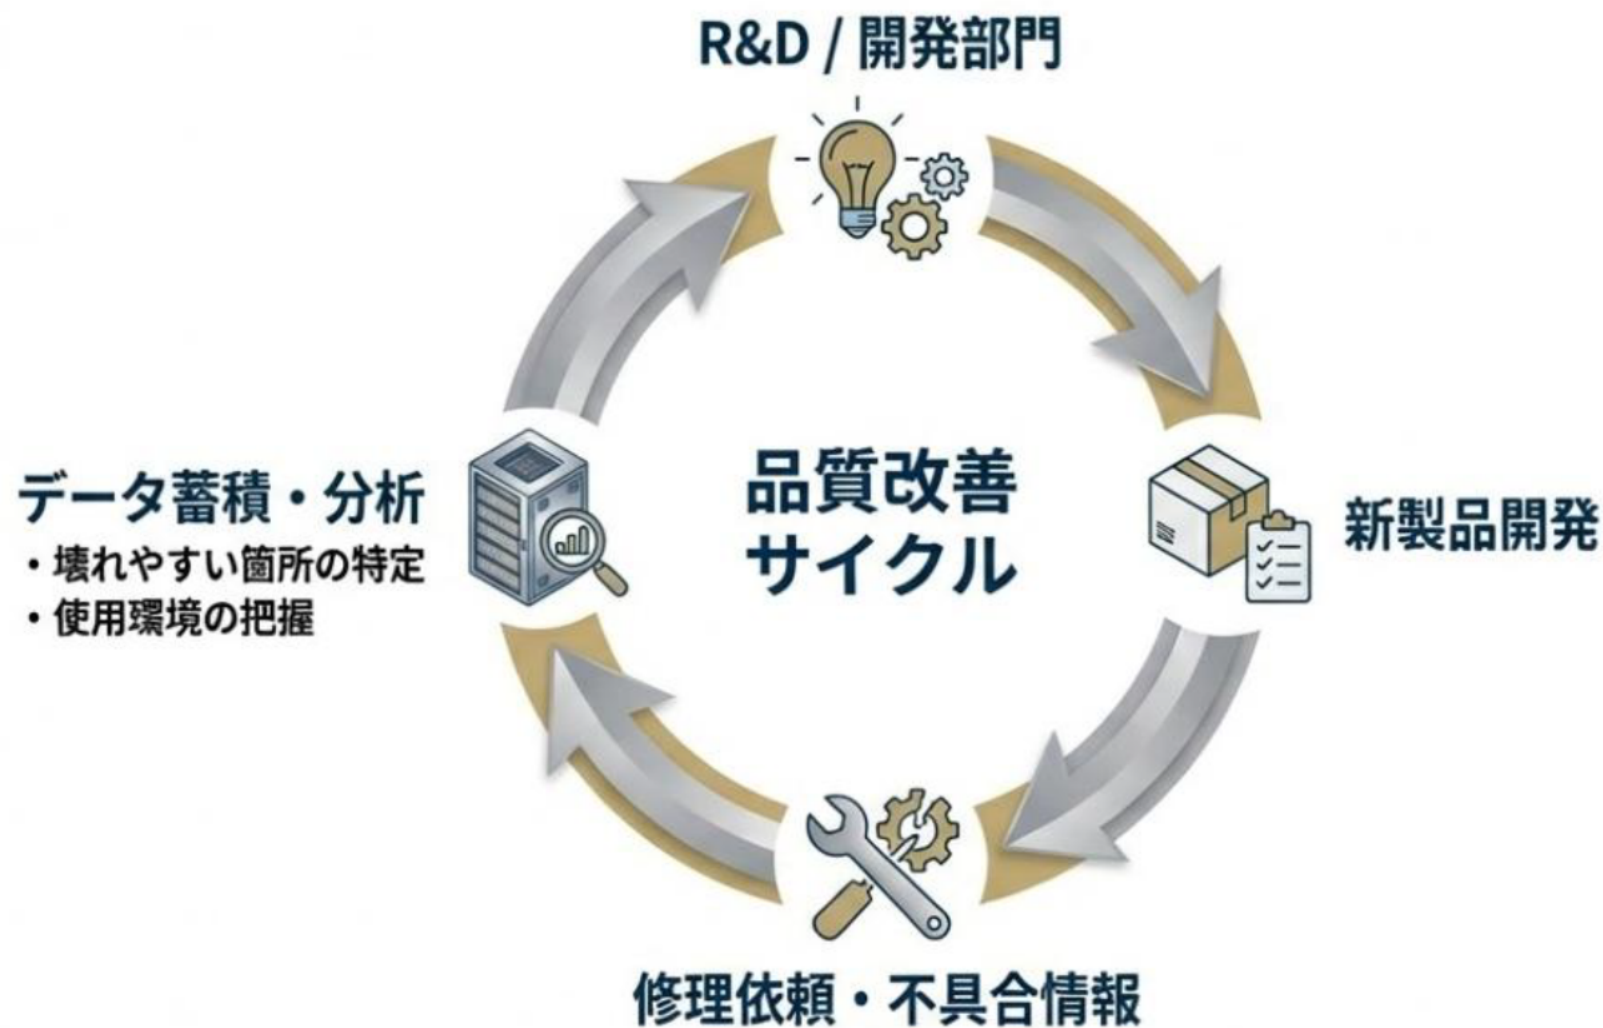 R&D / 開発部門
データ蓄積・分析
・壊れやすい箇所の特定
・使用環境の把握
品質改善
サイクル
新製品開発
修理依頼・不具合情報